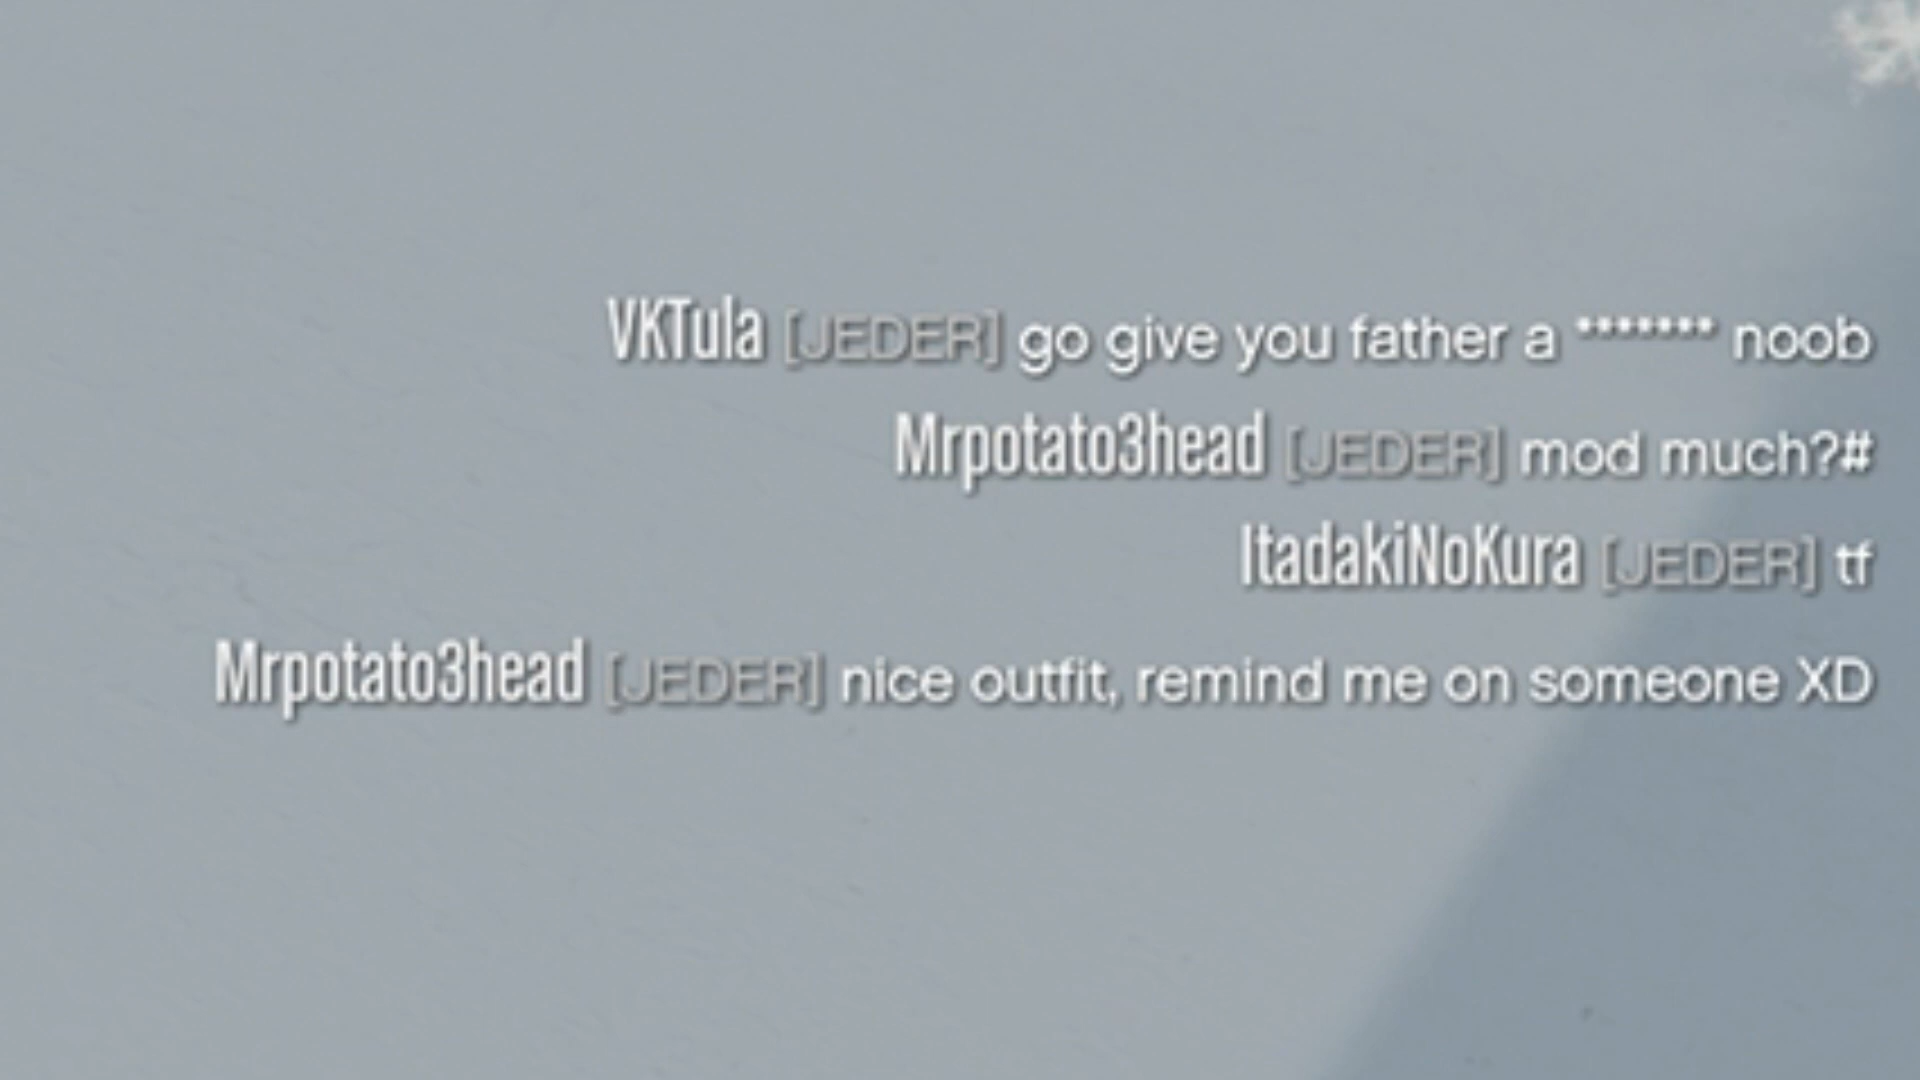 VKTula [JEDER] go give you father a ******* noob
Mrpotato3head [JEDER] mod much?#
ItadakiNoKura [JEDER] tf
Mrpotato3head [JEDER] nice outfit, remind me on someone XD